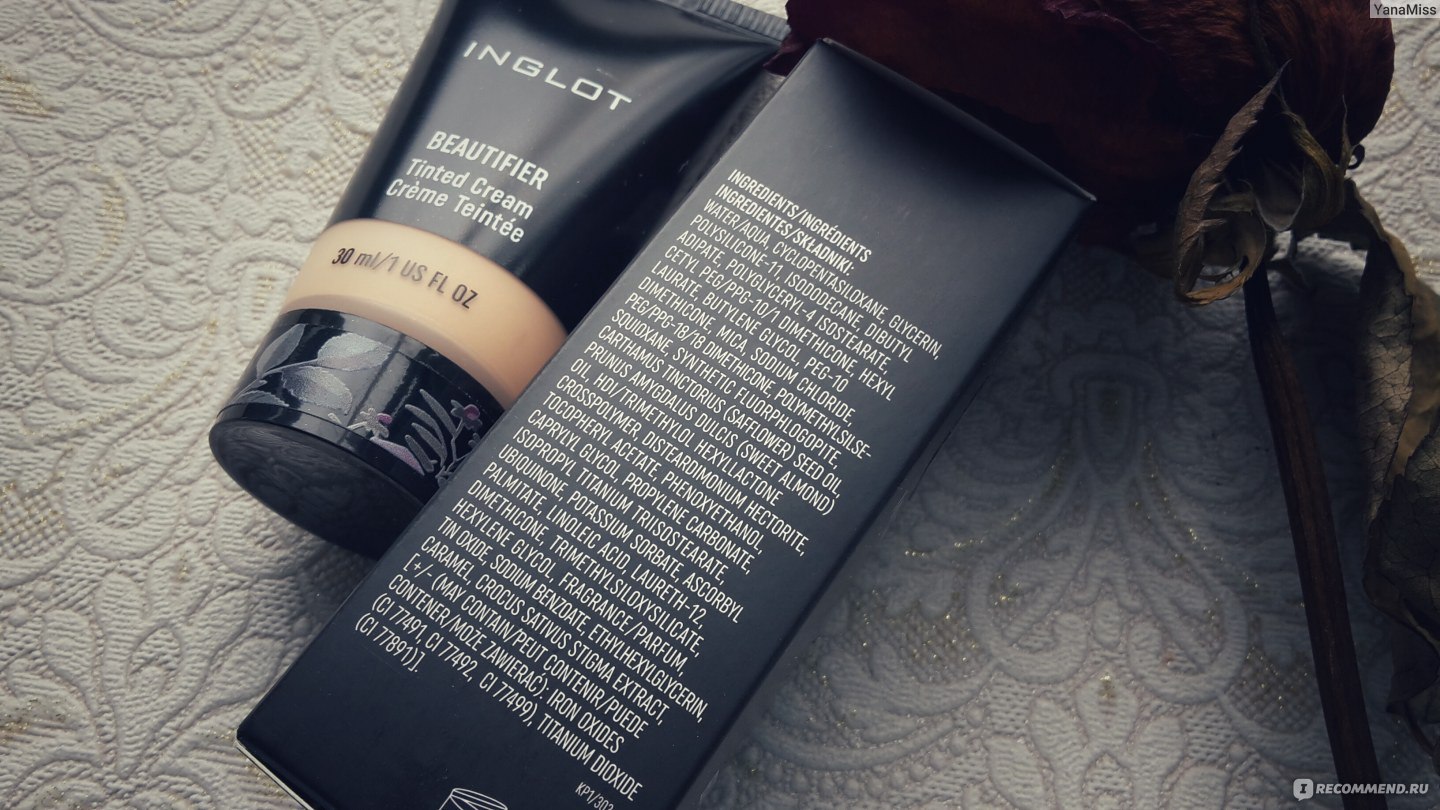 YanaMiss
INGLOT
BEAUTIFIER
Tinted Cream
Crème Teintée
30 ml/1 US FL OZ
INGREDIENTS/INGRÉDIENTS
INGREDIENTES/SKŁADNIKI:
WATER/AQUA, CYCLOPENTASILOXANE, GLYCERIN,
POLYSILICONE-11, ISODODECANE, DIBUTYL
ADIPATE, POLYGLYCERYL-4 ISOSTEARATE,
CETYL PEG/PPG-10/1 DIMETHICONE, HEXYL
LAURATE, BUTYLENE GLYCOL, PEG-10
DIMETHICONE, MICA, SODIUM CHLORIDE,
PEG/PPG-18/18 DIMETHICONE, POLYMETHYLSILSE-
SQUIOXANE, SYNTHETIC FLUORPHLOGOPITE,
CARTHAMUS TINCTORIUS (SAFFLOWER) SEED OIL,
PRUNUS AMYGDALUS DULCIS (SWEET ALMOND)
OIL, HDI/TRIMETHYLOL HEXYLLACTONE
CROSSPOLYMER, DISTEARDIMONIUM HECTORITE,
TOCOPHERYL ACETATE, PHENOXYETHANOL,
CAPRYLYL GLYCOL, PROPYLENE CARBONATE,
ISOPROPYL TITANIUM TRIISOSTEARATE,
UBIQUINONE, POTASSIUM SORBATE, ASCORBYL
PALMITATE, LINOLEIC ACID, LAURETH-12,
DIMETHICONE, TRIMETHYLSILOXYSILICATE,
HEXYLENE GLYCOL, FRAGRANCE/PARFUM,
TIN OXIDE, SODIUM BENZOATE, ETHYLHEXYLGLYCERIN,
CARAMEL, CROCUS SATIVUS STIGMA EXTRACT,
[+/- (MAY CONTAIN/PEUT CONTENIR/PUEDE
CONTENER/MOŻE ZAWIERAĆ): IRON OXIDES
(CI 77491, CI 77492, CI 77499), TITANIUM DIOXIDE
(CI 77891)].
KP1/302
IRECOMMEND.RU